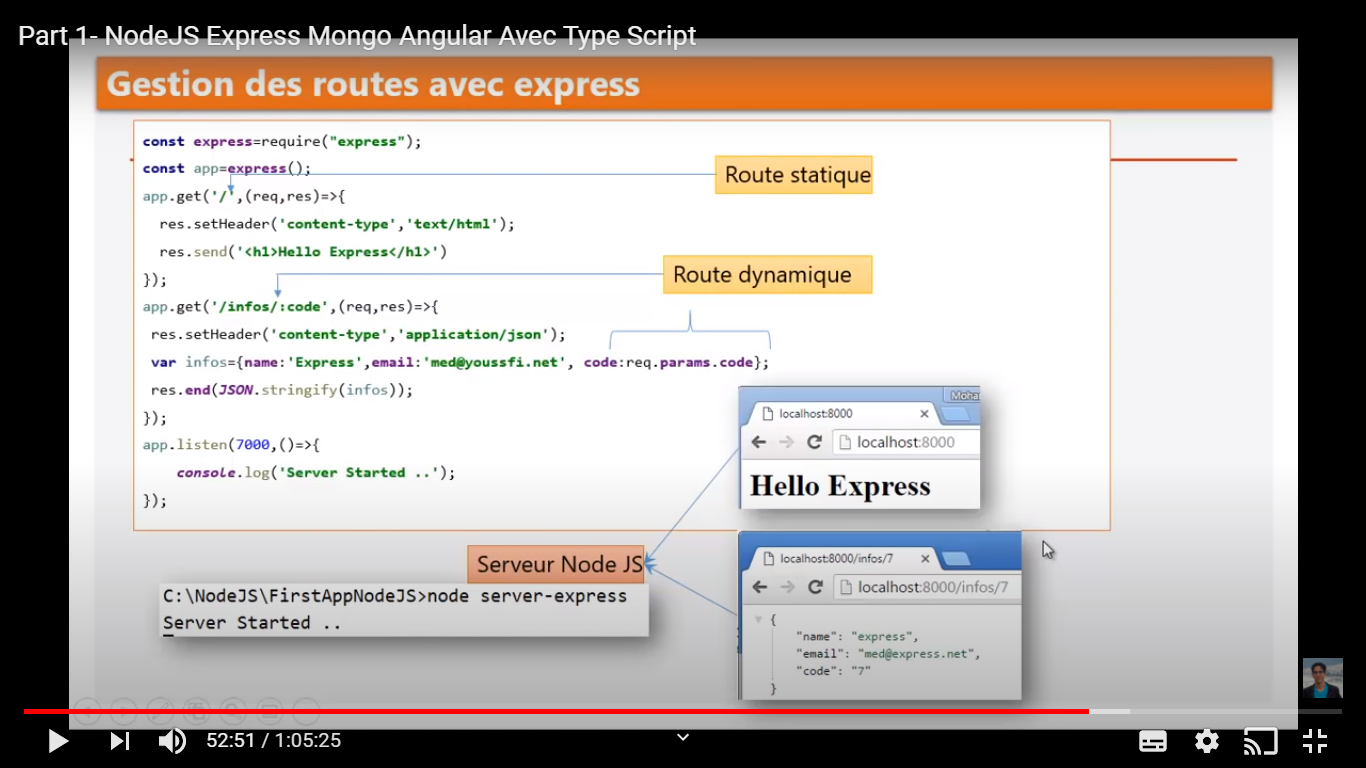 Part 1- NodeJS Express Mongo Angular Avec Type Script
Gestion des routes avec express
const express=require("express");
const app=express();
app.get('/',(req,res)=>{
res.setHeader('content-type','text/html');
res.send('<h1>Hello Express</h1>')
});
app.get('/infos/:code',(req,res)=>{
res.setHeader('content-type','application/json');
var infos={name:'Express',email:'med@youssfi.net', code:req.params.code};
res.end(JSON.stringify(infos));
});
app.listen(7000,()=>{
console.log('Server Started ..');
});
Route statique
Route dynamique
Moha
localhost:8000
localhost:8000
Hello Express
Serveur Node JS
C:\NodeJS\FirstAppNodeJS>node server-express
Server Started ..
localhost:8000/infos/7
localhost:8000/infos/7
{
"name": "express",
"email": "med@express.net",
"code": "7"
}
52:51 / 1:05:25